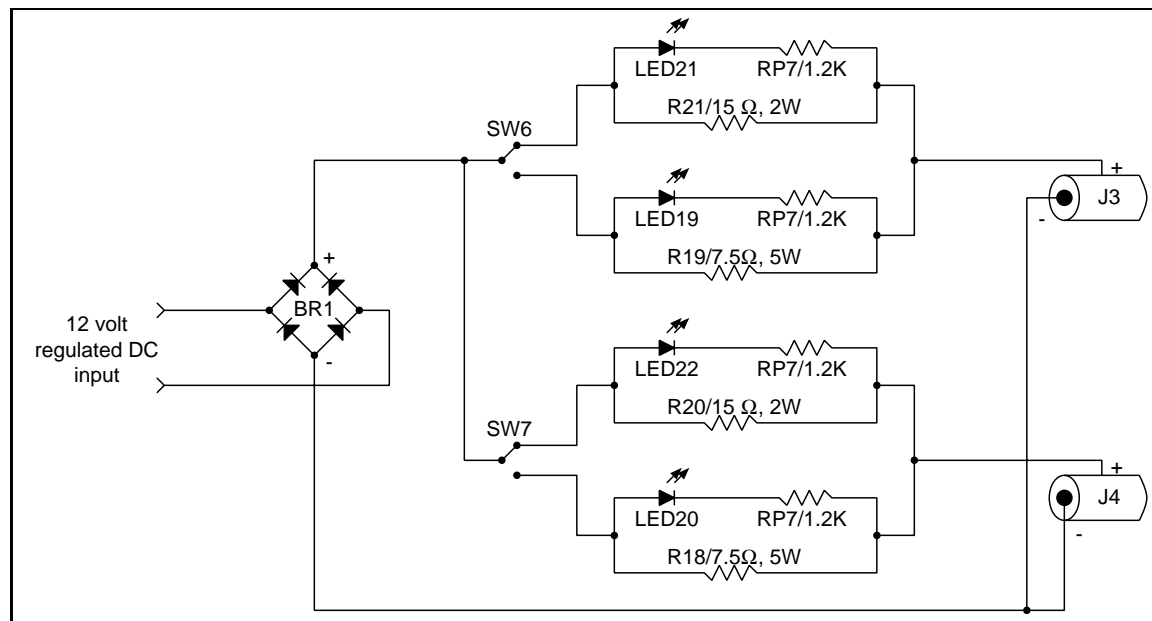 LED21
RP7/1.2K
R21/15 Ω, 2W
SW6
LED19
RP7/1.2K
R19/7.5Ω, 5W
+
J3
-
+
BR1
-
12 volt
regulated DC
input
LED22
RP7/1.2K
R20/15 Ω, 2W
SW7
LED20
RP7/1.2K
R18/7.5Ω, 5W
+
J4
-